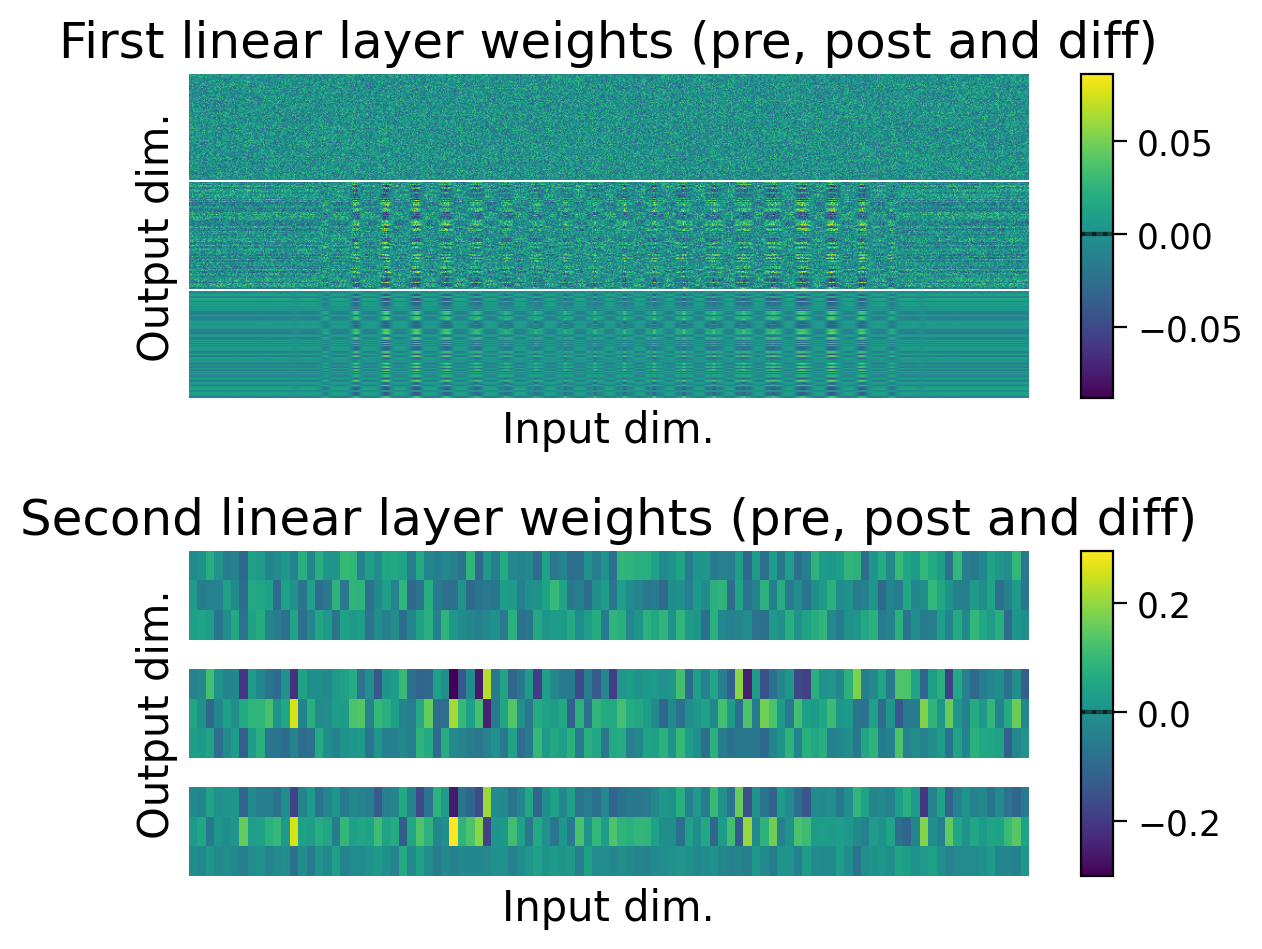 First linear layer weights (pre, post and diff)
Output dim.
0.05
0.00
−0.05
Input dim.
Second linear layer weights (pre, post and diff)
Output dim.
0.2
0.0
−0.2
Input dim.